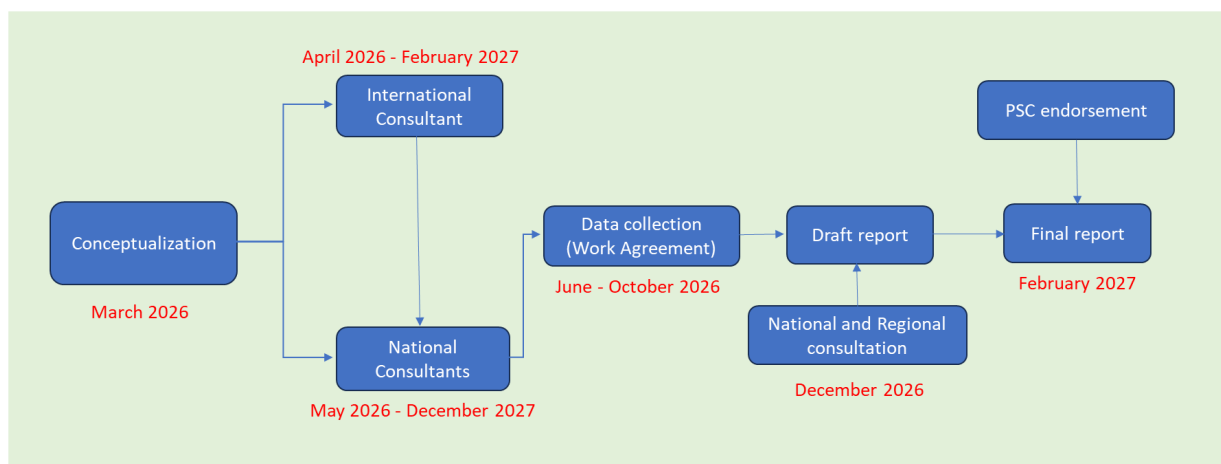 April 2026 - February 2027
International
Consultant
PSC endorsement
Conceptualization
March 2026
Data collection
(Work Agreement)
June - October 2026
Draft report
Final report
February 2027
National and Regional
consultation
December 2026
National
Consultants
May 2026 - December 2027